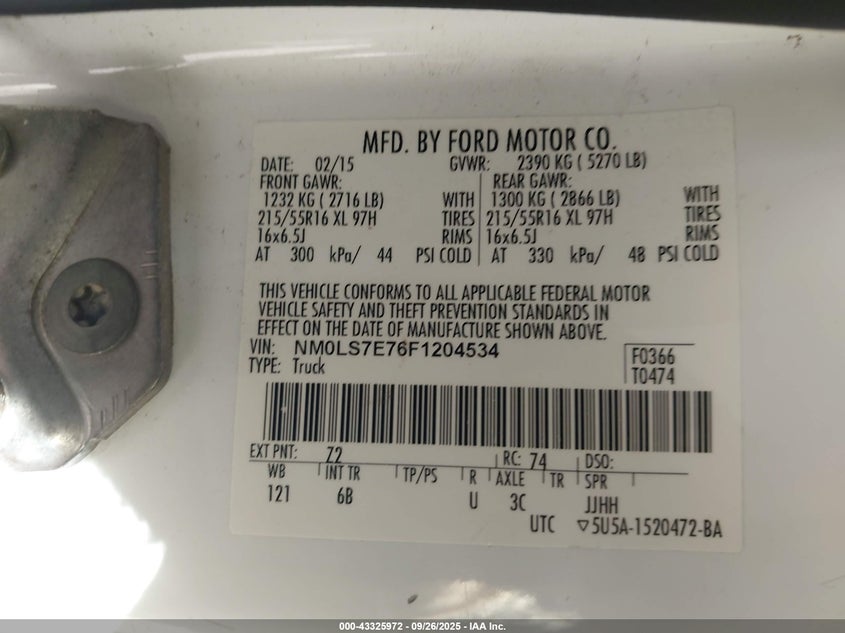 MFD. BY FORD MOTOR CO.
DATE: 02/15 GVWR: 2390 KG ( 5270 LB)
FRONT GAWR: REAR GAWR:
1232 KG ( 2716 LB) WITH 1300 KG ( 2866 LB) WITH
215/55R16 XL 97H TIRES 215/55R16 XL 97H TIRES
16x6.5J RIMS 16x6.5J RIMS
AT 300 kPa/ 44 PSI COLD AT 330 kPa/ 48 PSI COLD
THIS VEHICLE CONFORMS TO ALL APPLICABLE FEDERAL MOTOR
VEHICLE SAFETY AND THEFT PREVENTION STANDARDS IN
EFFECT ON THE DATE OF MANUFACTURE SHOWN ABOVE.
VIN: NM0LS7E76F1204534 F0366
TYPE: Truck T0474
EXT PNT: Z2 RC: 74 DSO:
WB INT TR TP/PS R AXLE TR SPR
121 6B U 3C JJHH
UTC ▽5U5A-1520472-BA
000-43325972 - 09/26/2025 - IAA Inc.